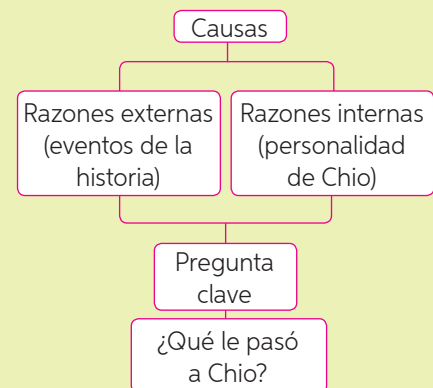 Causas
Razones externas
(eventos de la
historia)
Razones internas
(personalidad
de Chio)
Pregunta
clave
¿Qué le pasó
a Chio?